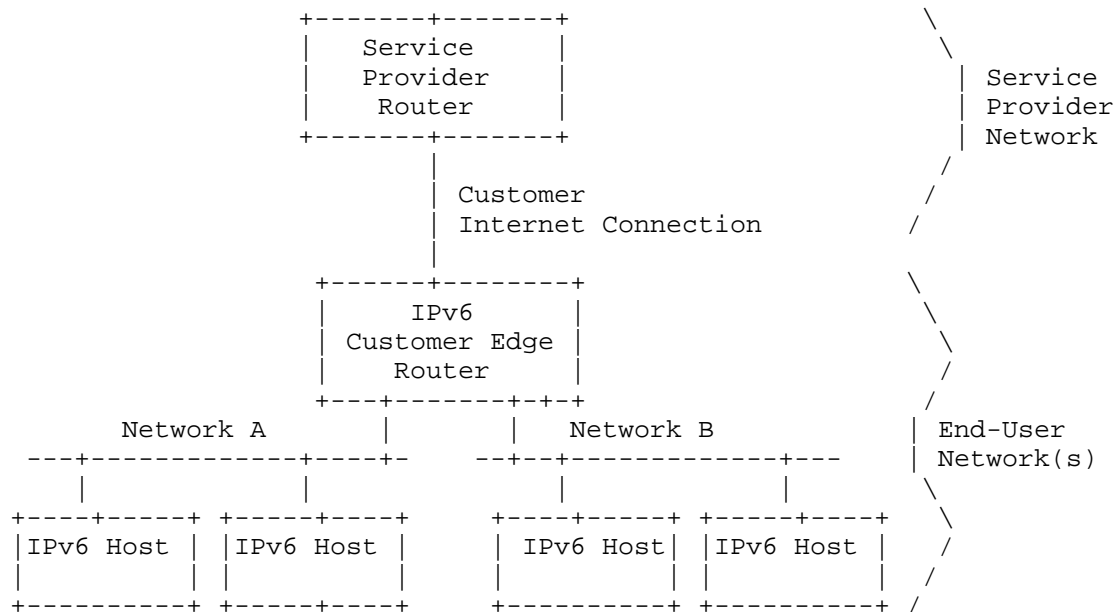 Service
Provider
Router
Service
Provider
Network
Customer
Internet Connection
IPv6
Customer Edge
Router
Network A
Network B
End-User
Network(s)
IPv6 Host
IPv6 Host
IPv6 Host
IPv6 Host